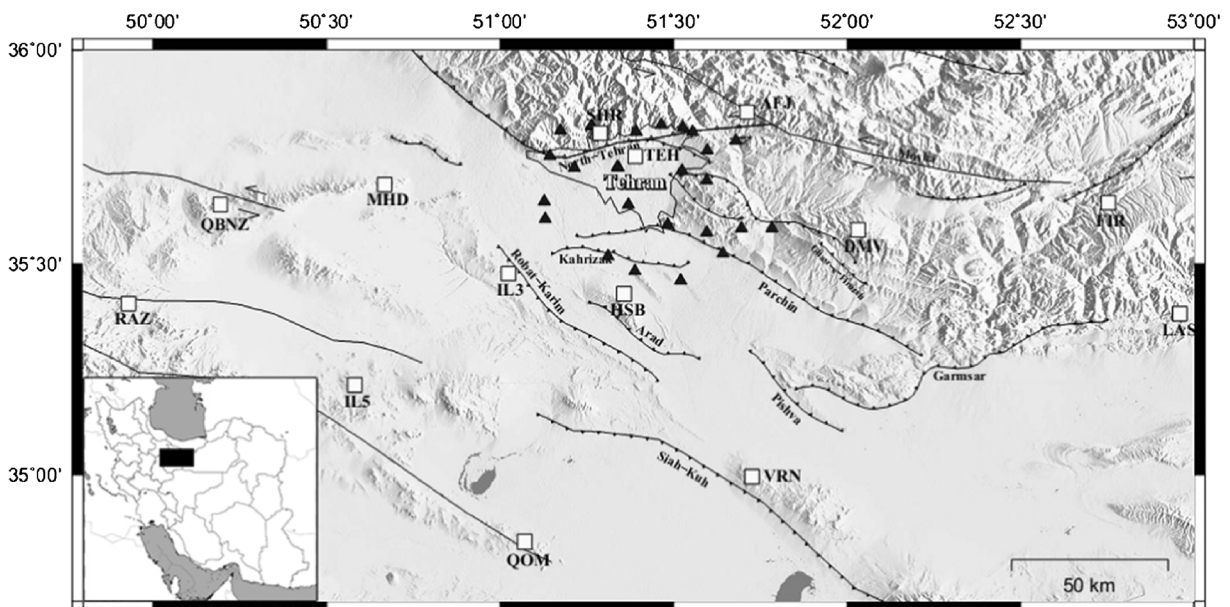 50°00' 50°30' 51°00' 51°30' 52°00' 52°30' 53°00'
36°00'
35°30'
35°00'
AFJ
SHR
North-Tehran
TEH
Mosha
Tehran
MHD
QBNZ
FIR
DMV
Kahrizak
IL3
Robat-Karim
Parchin
HSB
RAZ
Arad
LAS
Garmsar
IL5
Pishva
Siah-Kuh
VRN
QOM
50 km